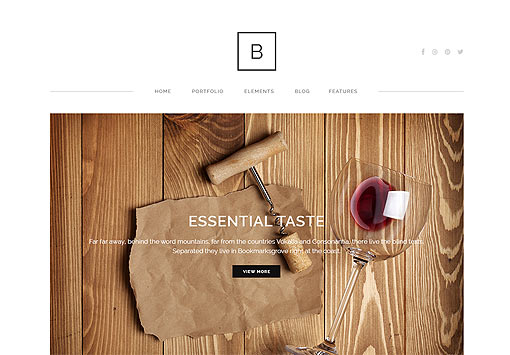 B
HOME PORTFOLIO ELEMENTS BLOG FEATURES
ESSENTIAL TASTE
Far far away, behind the word mountains, far from the countries Vokalia and Consonantia, there live the blind texts.
Separated they live in Bookmarksgrove right at the coast.
VIEW MORE